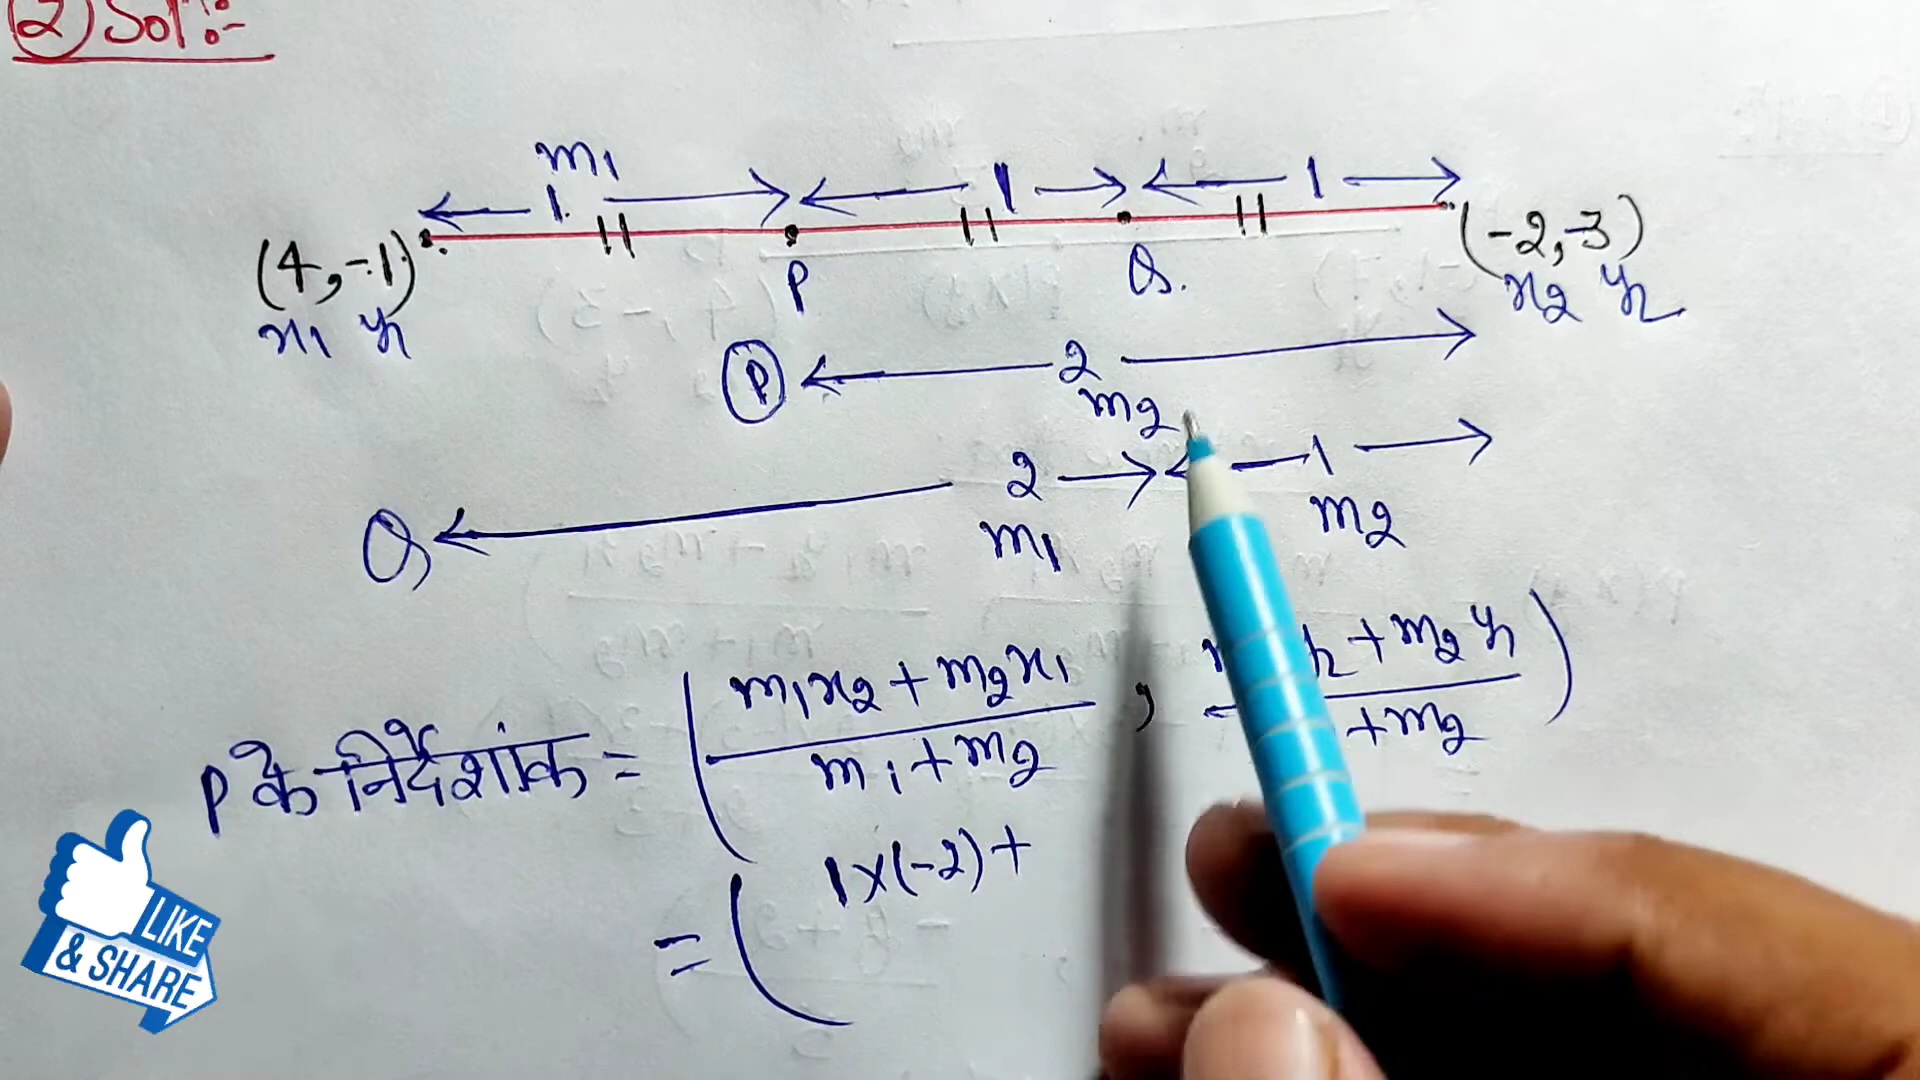 ② Sol:-
m₁
1 1 1
(4, -1) (-2, -3)
x₁ y₁ P Q. x₂ y₂
P 2
m₂
Q 2 1
m₁ m₂
P के निर्देशांक = ( m₁x₂ + m₂x₁ / m₁ + m₂ , y₂ + m₂y₁ / + m₂ )
= ( 1×(-2) +
LIKE
& SHARE